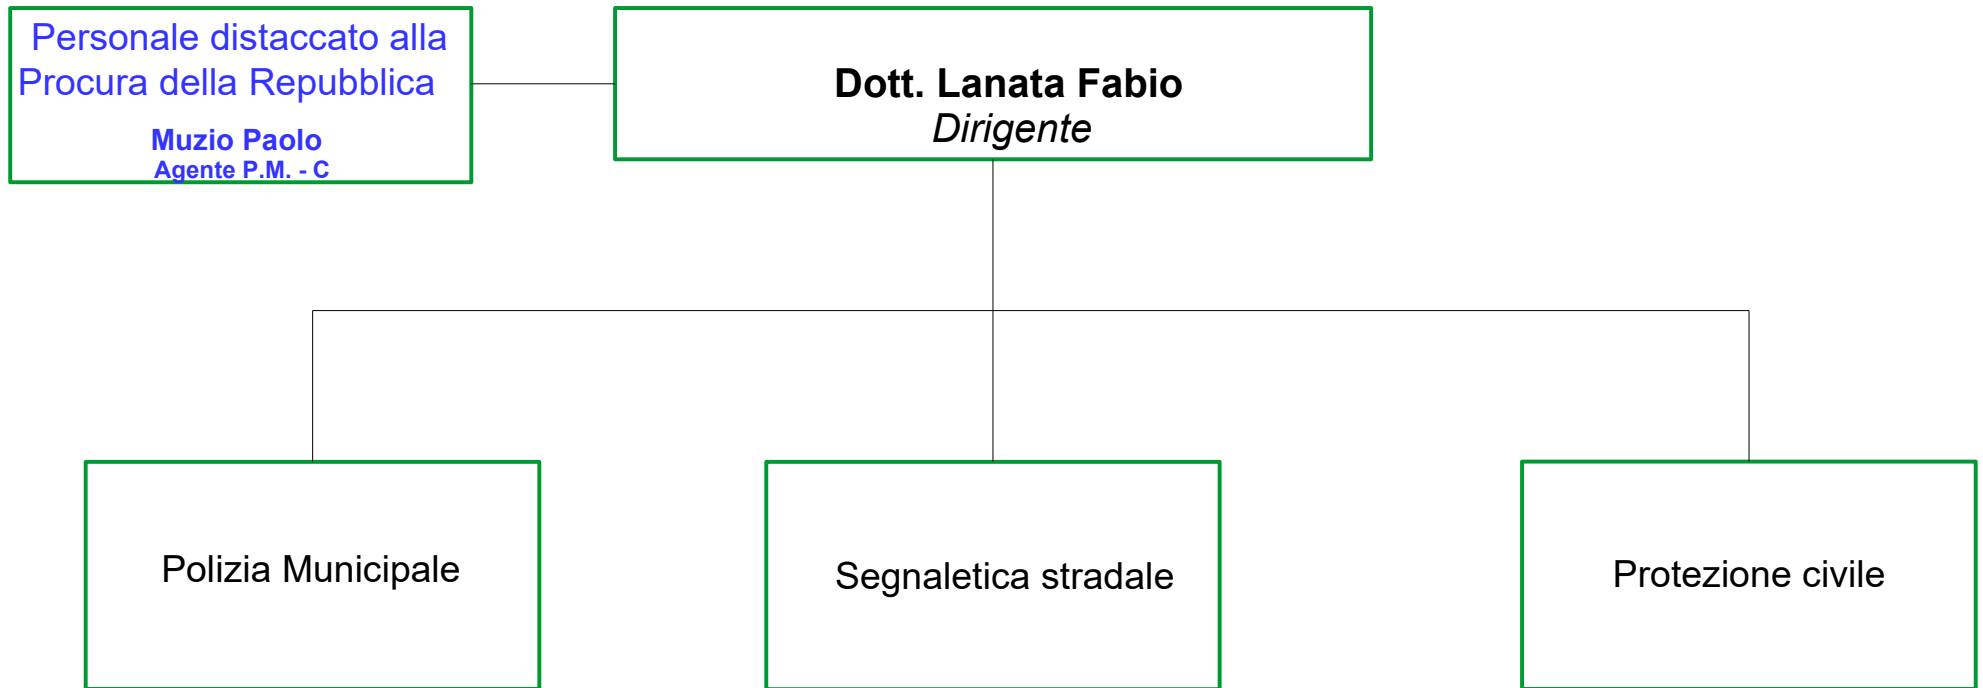 Personale distaccato alla
Procura della Repubblica
Muzio Paolo
Agente P.M. - C
Dott. Lanata Fabio
Dirigente
Polizia Municipale
Segnaletica stradale
Protezione civile